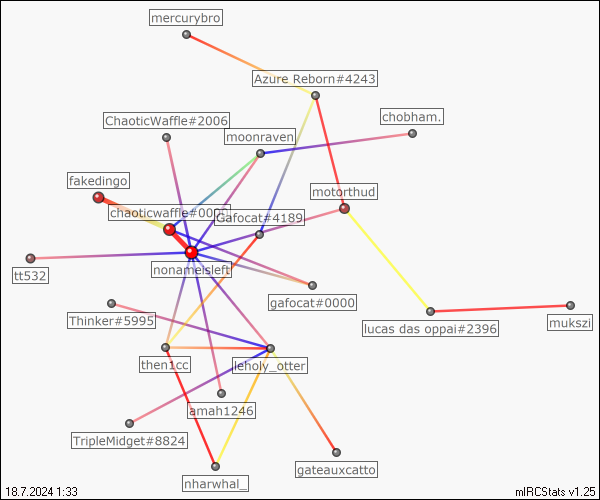 mercurybro
Azure Reborn#4243
ChaoticWaffle#2006
chobham.
moonraven
fakedingo
motorthud
chaoticwaffle#0000
Gafocat#4189
nonameisleft
tt532
gafocat#0000
Thinker#5995
lucas das oppai#2396
mukszi
then1cc
leholy_otter
amah1246
TripleMidget#8824
gateauxcatto
nharwhal_
18.7.2024 1:33
mIRCStats v1.25